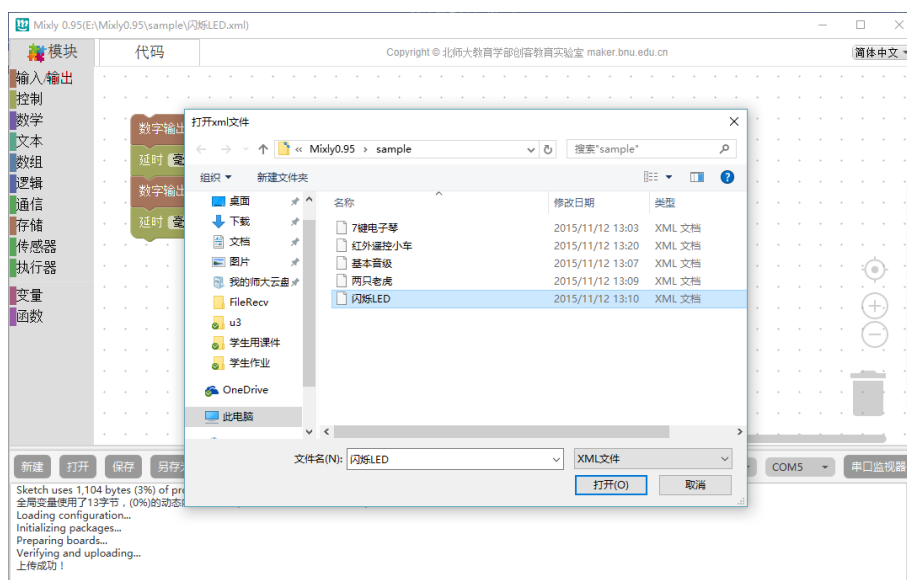 Mixly 0.95(E:\Mixly0.95\sample\闪烁LED.xml)
模块
代码
Copyright © 北师大教育学部创客教育实验室 maker.bnu.edu.cn
简体中文
输入/输出
控制
数学
文本
数组
逻辑
通信
存储
传感器
执行器
变量
函数
数字输出
延时 毫
数字输出
延时 毫
打开xml文件
« Mixly0.95 › sample
搜索"sample"
组织
新建文件夹
桌面
下载
文档
图片
我的师大云盘
FileRecv
u3
学生用课件
学生作业
OneDrive
此电脑
名称 修改日期 类型
7键电子琴 2015/11/12 13:03 XML 文档
红外遥控小车 2015/11/12 13:20 XML 文档
基本音级 2015/11/12 13:07 XML 文档
两只老虎 2015/11/12 13:09 XML 文档
闪烁LED 2015/11/12 13:10 XML 文档
文件名(N): 闪烁LED
XML文件
打开(O)
取消
新建
打开
保存
另存
COM5
串口监视器
Sketch uses 1,104 bytes (3%) of pr
全局变量使用了13字节，(0%)的动态
Loading configuration...
Initializing packages...
Preparing boards...
Verifying and uploading...
上传成功！